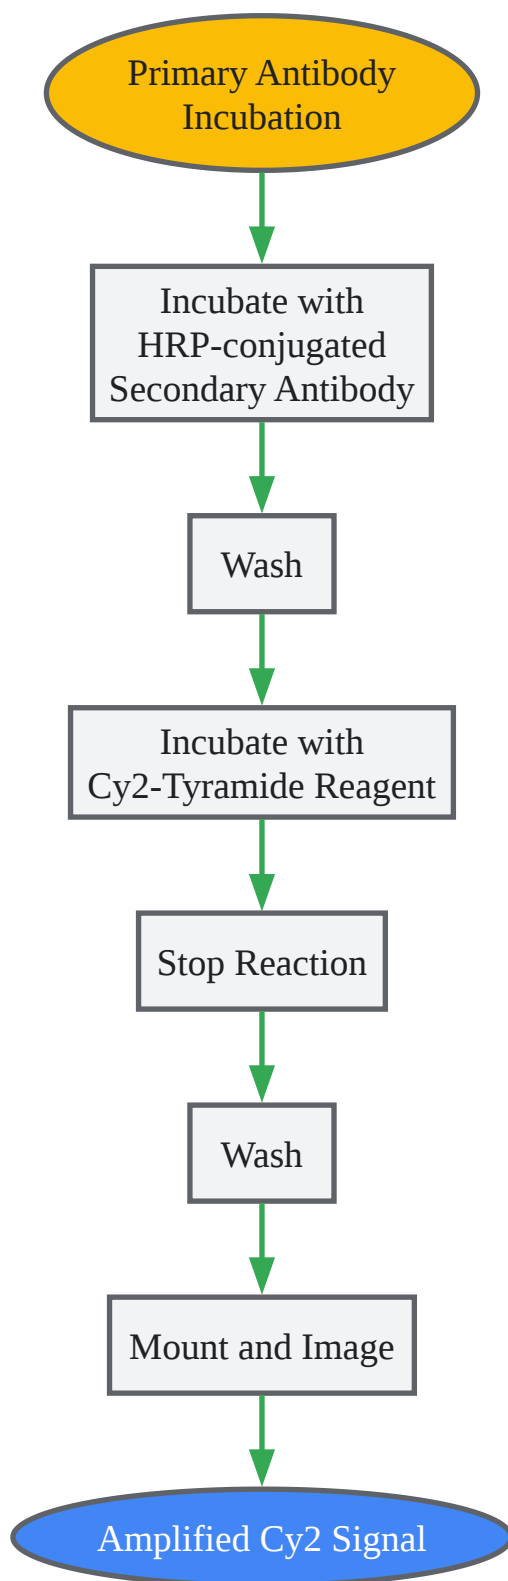 Primary Antibody
Incubation
Incubate with
HRP-conjugated
Secondary Antibody
Wash
Incubate with
Cy2-Tyramide Reagent
Stop Reaction
Wash
Mount and Image
Amplified Cy2 Signal